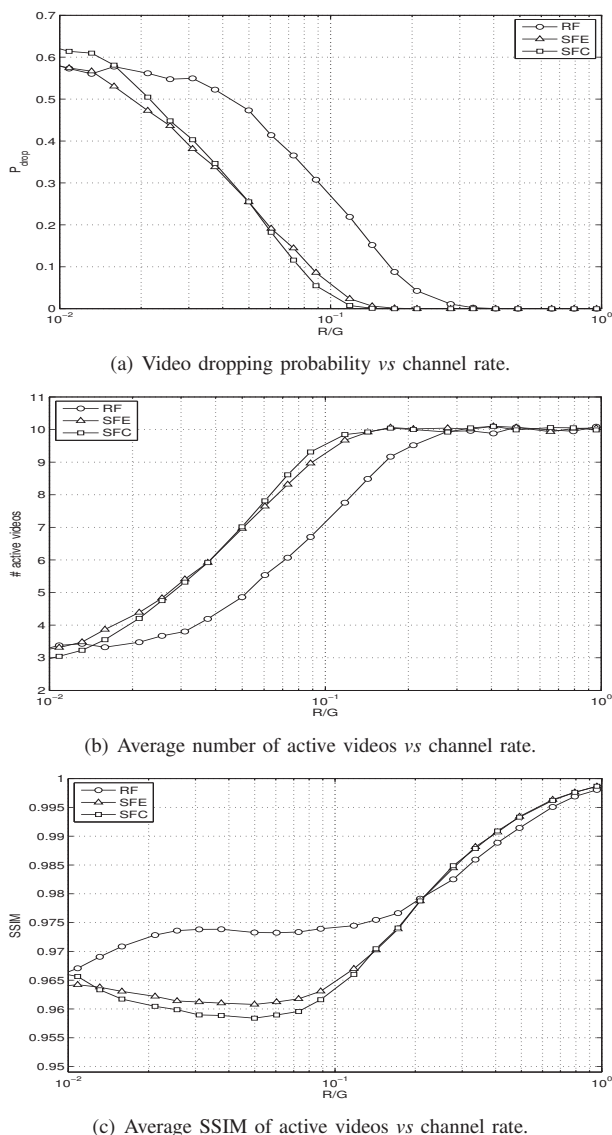 0.7
0.6
0.5
0.4
0.3
0.2
0.1
0
P_drop
RF
SFE
SFC
10^-2
10^-1
10^0
R/G
(a) Video dropping probability vs channel rate.
11
10
9
8
7
6
5
4
3
2
# active videos
RF
SFE
SFC
10^-2
10^-1
10^0
R/G
(b) Average number of active videos vs channel rate.
1
0.995
0.99
0.985
0.98
0.975
0.97
0.965
0.96
0.955
0.95
SSIM
RF
SFE
SFC
10^-2
10^-1
10^0
R/G
(c) Average SSIM of active videos vs channel rate.